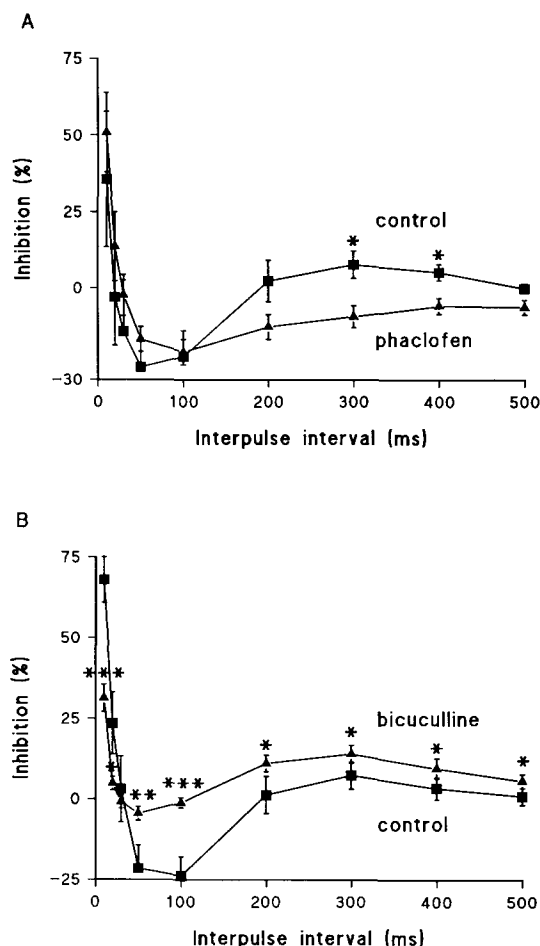 A
75
50
25
0
−30
Inhibition (%)
control
phaclofen
*
*
0 100 200 300 400 500
Interpulse interval (ms)
B
75
50
25
0
−25
Inhibition (%)
***
*
**
***
*
*
*
*
bicuculline
control
0 100 200 300 400 500
Interpulse interval (ms)